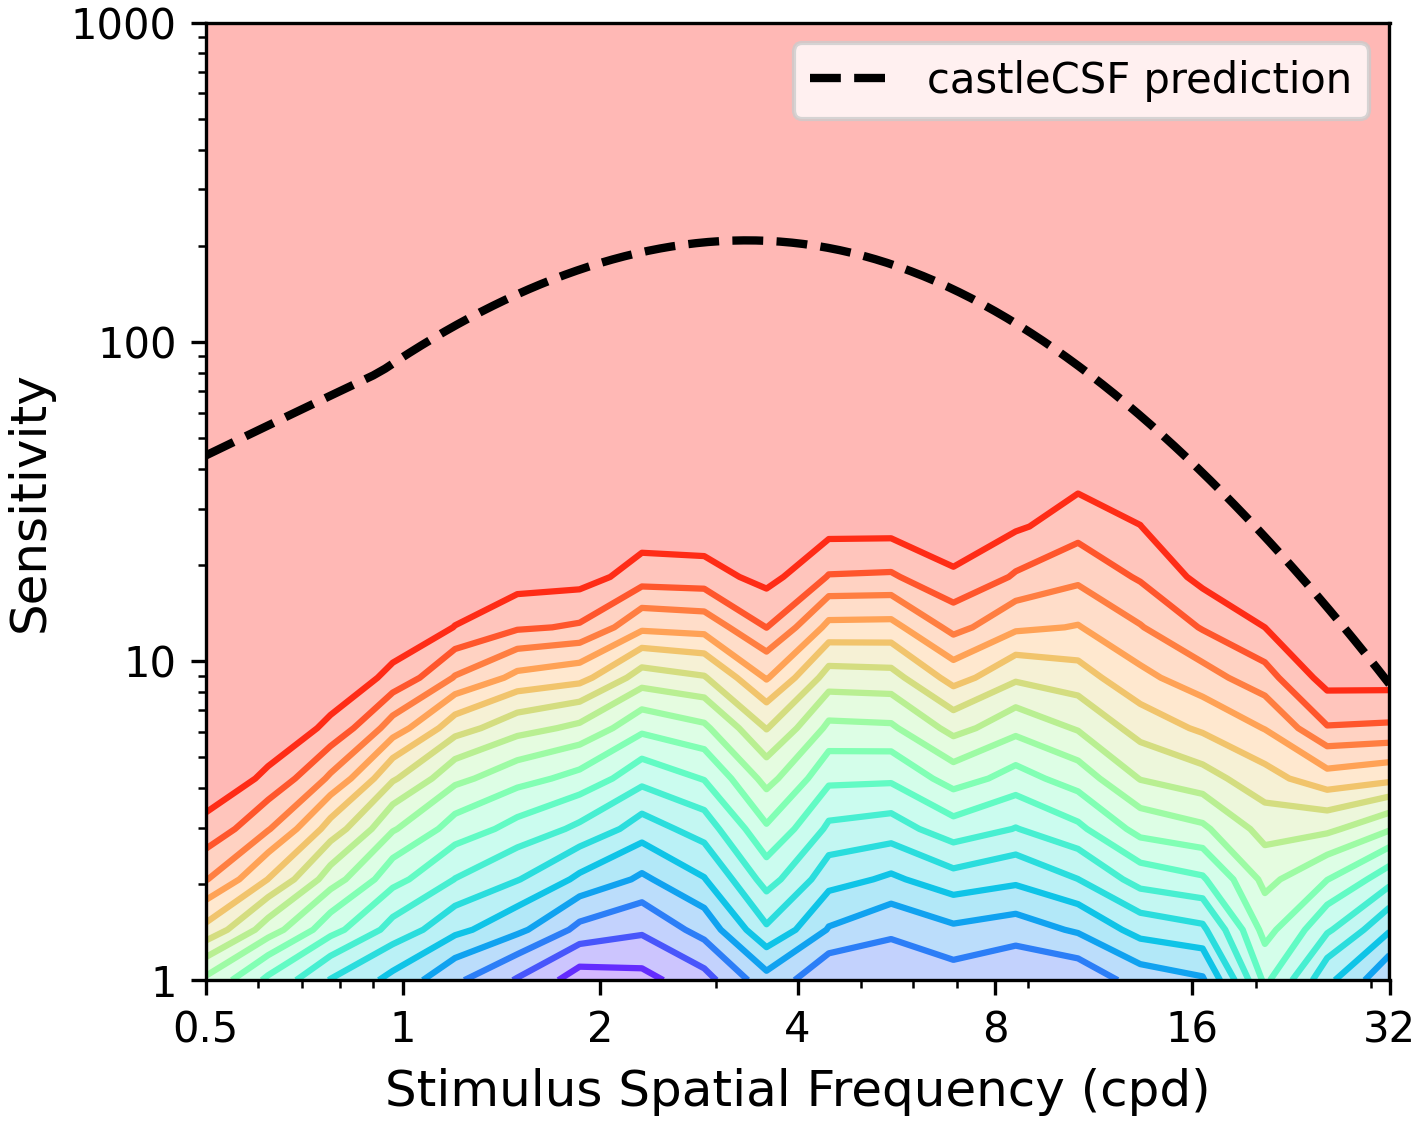 1000
castleCSF prediction
100
10
1
Sensitivity
0.5 1 2 4 8 16 32
Stimulus Spatial Frequency (cpd)